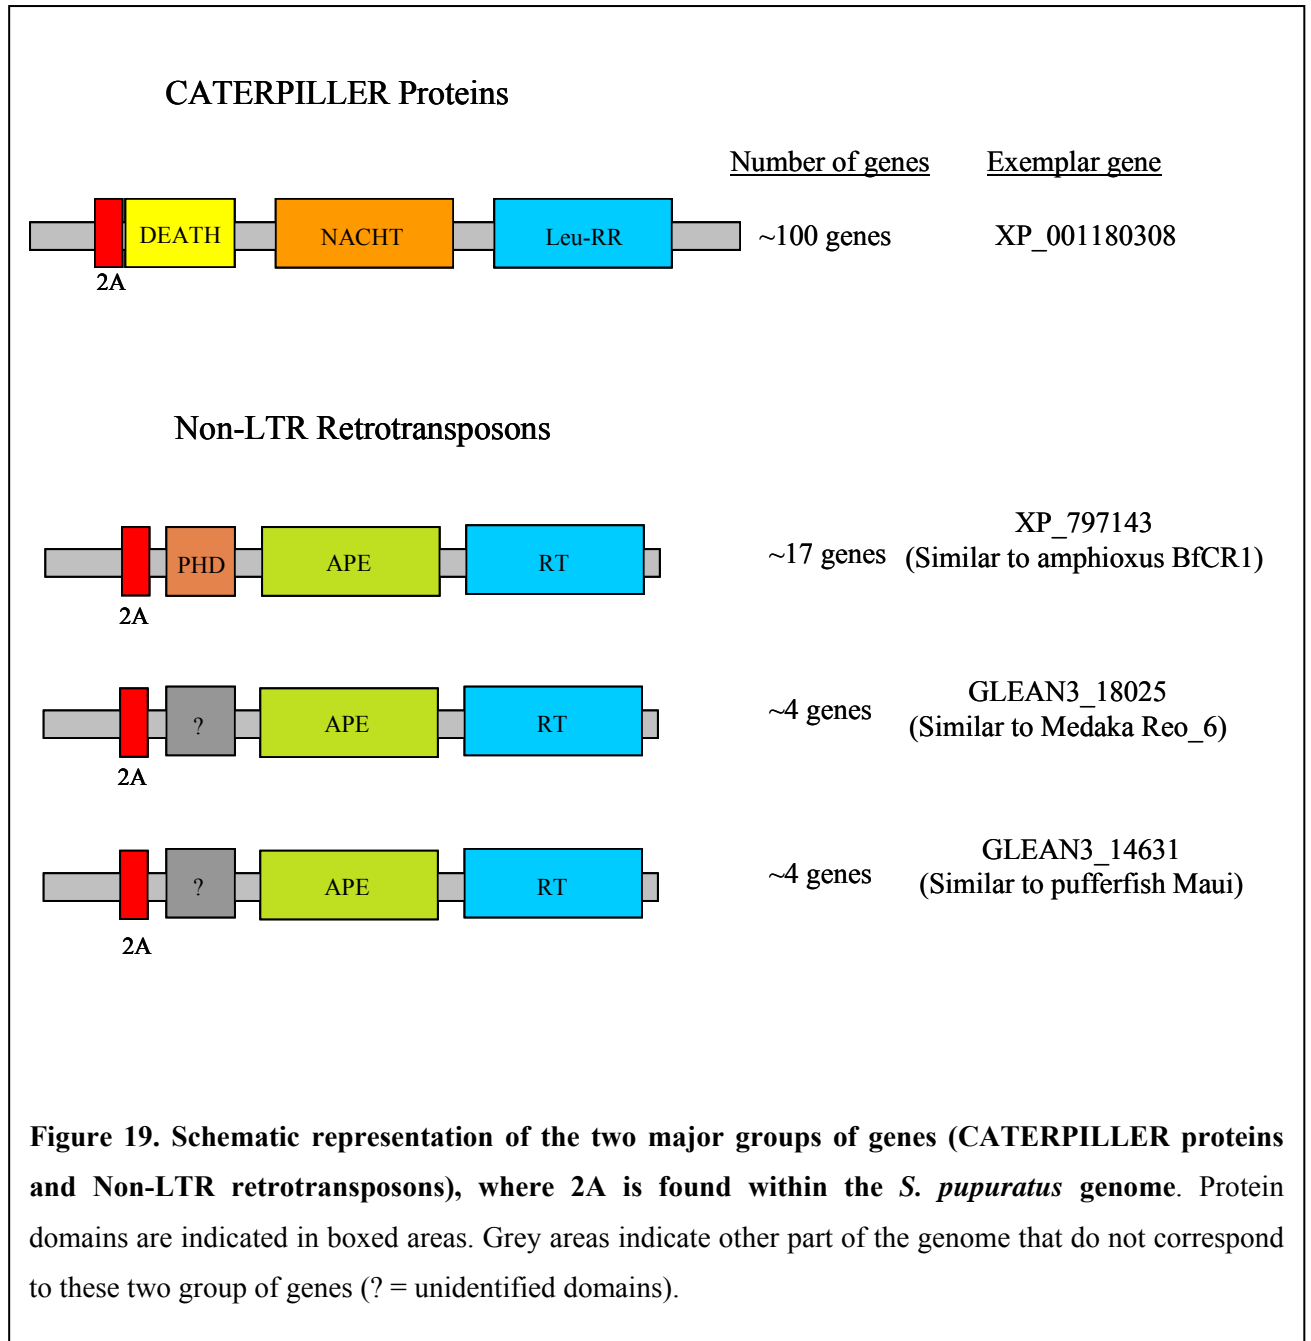 CATERPILLER Proteins
Number of genes Exemplar gene
DEATH NACHT Leu-RR ~100 genes XP_001180308
2A
Non-LTR Retrotransposons
XP_797143
PHD APE RT ~17 genes (Similar to amphioxus BfCR1)
2A
GLEAN3_18025
? APE RT ~4 genes (Similar to Medaka Reo_6)
2A
GLEAN3_14631
? APE RT ~4 genes (Similar to pufferfish Maui)
2A
Figure 19. Schematic representation of the two major groups of genes (CATERPILLER proteins
and Non-LTR retrotransposons), where 2A is found within the S. pupuratus genome. Protein
domains are indicated in boxed areas. Grey areas indicate other part of the genome that do not correspond
to these two group of genes (? = unidentified domains).